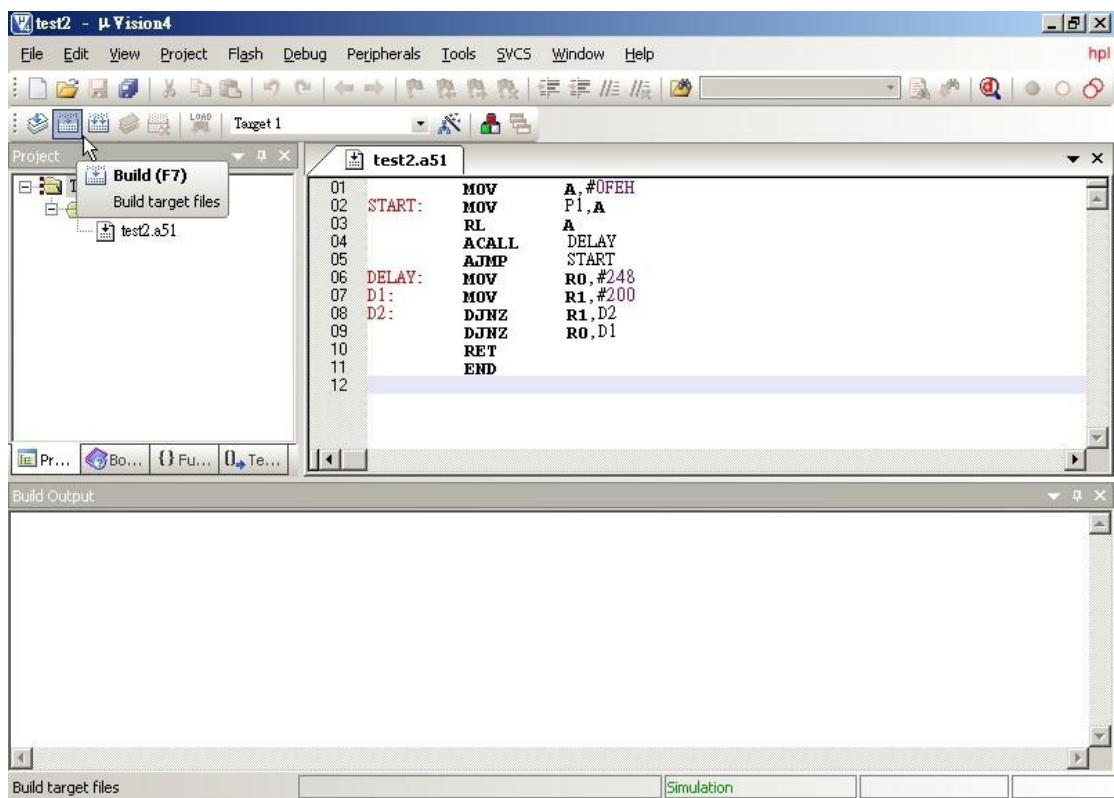 test2 - µVision4
File Edit View Project Flash Debug Peripherals Tools SVCS Window Help
hpl
LOAD Target 1
Project
test2.a51
Build (F7)
Build target files
T
test2.a51
01 MOV A,#0FEH
02 START: MOV P1,A
03 RL A
04 ACALL DELAY
05 AJMP START
06 DELAY: MOV R0,#248
07 D1: MOV R1,#200
08 D2: DJNZ R1,D2
09 DJNZ R0,D1
10 RET
11 END
12
Pr... Bo... {} Fu... 0 Te...
Build Output
Build target files Simulation